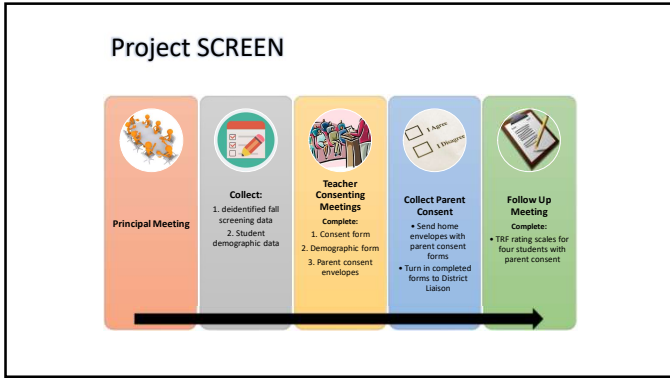 Project SCREEN
Principal Meeting
Collect:
1. deidentified fall
screening data
2. Student
demographic data
Teacher
Consenting
Meetings
Complete:
1. Consent form
2. Demographic form
3. Parent consent
envelopes
I Agree
I Disagree
Collect Parent
Consent
• Send home
envelopes with
parent consent
forms
• Turn in completed
forms to District
Liaison
Follow Up
Meeting
Complete:
• TRF rating scales for
four students with
parent consent